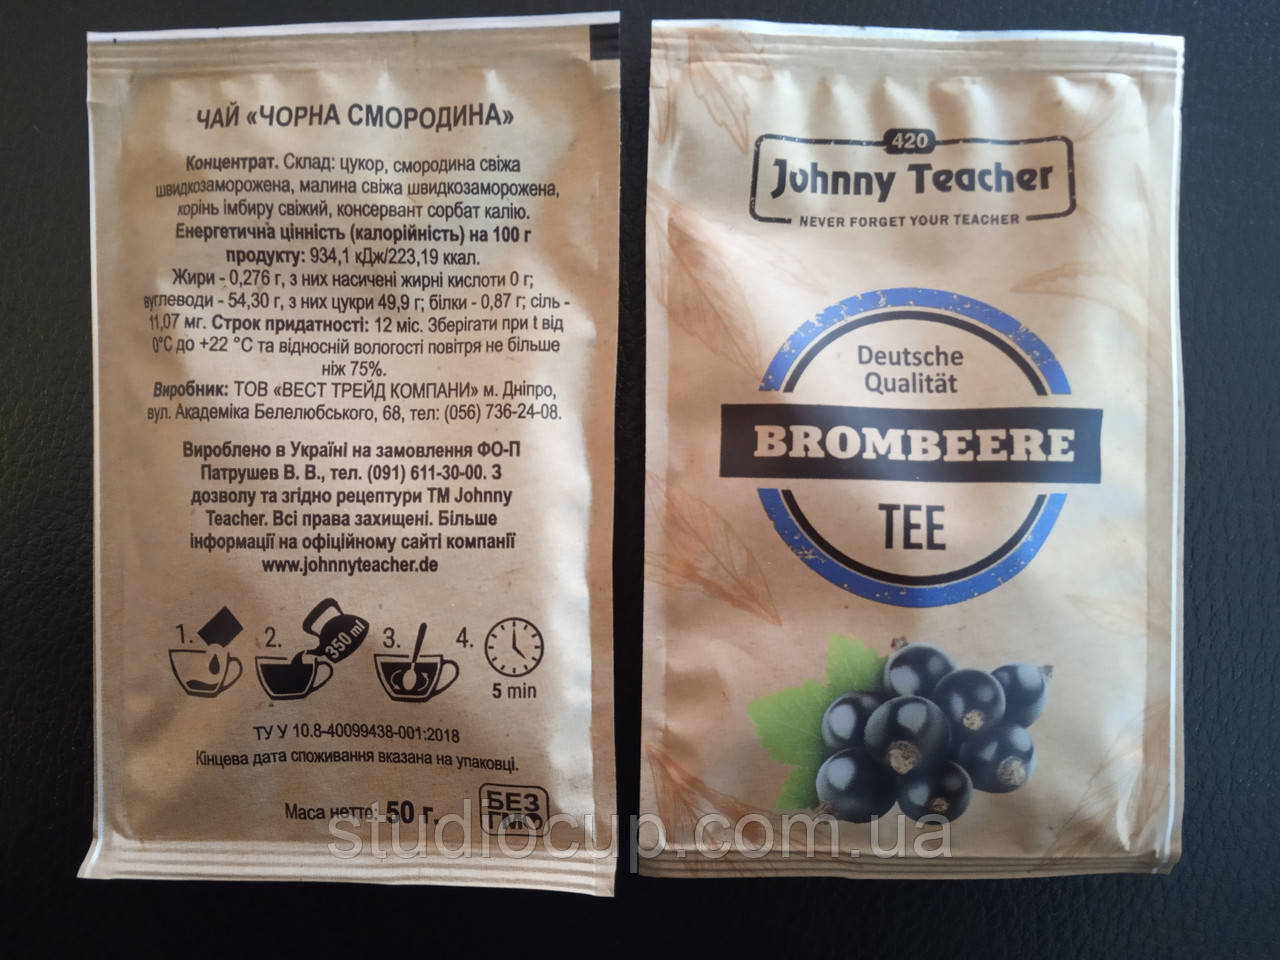 ЧАЙ «ЧОРНА СМОРОДИНА»
Концентрат. Склад: цукор, смородина свіжа
швидкозаморожена, малина свіжа швидкозаморожена,
корінь імбиру свіжий, консервант сорбат калію.
Енергетична цінність (калорійність) на 100 г
продукту: 934,1 кДж/223,19 ккал.
Жири - 0,276 г, з них насичені жирні кислоти 0 г;
вуглеводи - 54,30 г, з них цукри 49,9 г; білки - 0,87 г; сіль -
11,07 мг. Строк придатності: 12 міс. Зберігати при t від
0°С до +22 °С та відносній вологості повітря не більше
ніж 75%.
Виробник: ТОВ «ВЕСТ ТРЕЙД КОМПАНИ» м. Дніпро,
вул. Академіка Белелюбського, 68, тел: (056) 736-24-08.
Вироблено в Україні на замовлення ФО-П
Патрушев В. В., тел. (091) 611-30-00. З
дозволу та згідно рецептури ТМ Johnny
Teacher. Всі права захищені. Більше
інформації на офіційному сайті компанії
www.johnnyteacher.de
1. 2. 350 ml 3. 4.
5 min
ТУ У 10.8-40099438-001:2018
Кінцева дата споживання вказана на упаковці.
Маса нетто: 50 г.
БЕЗ
ГМО
420
Johnny Teacher
NEVER FORGET YOUR TEACHER
Deutsche
Qualität
BROMBEERE
TEE
studiocup.com.ua